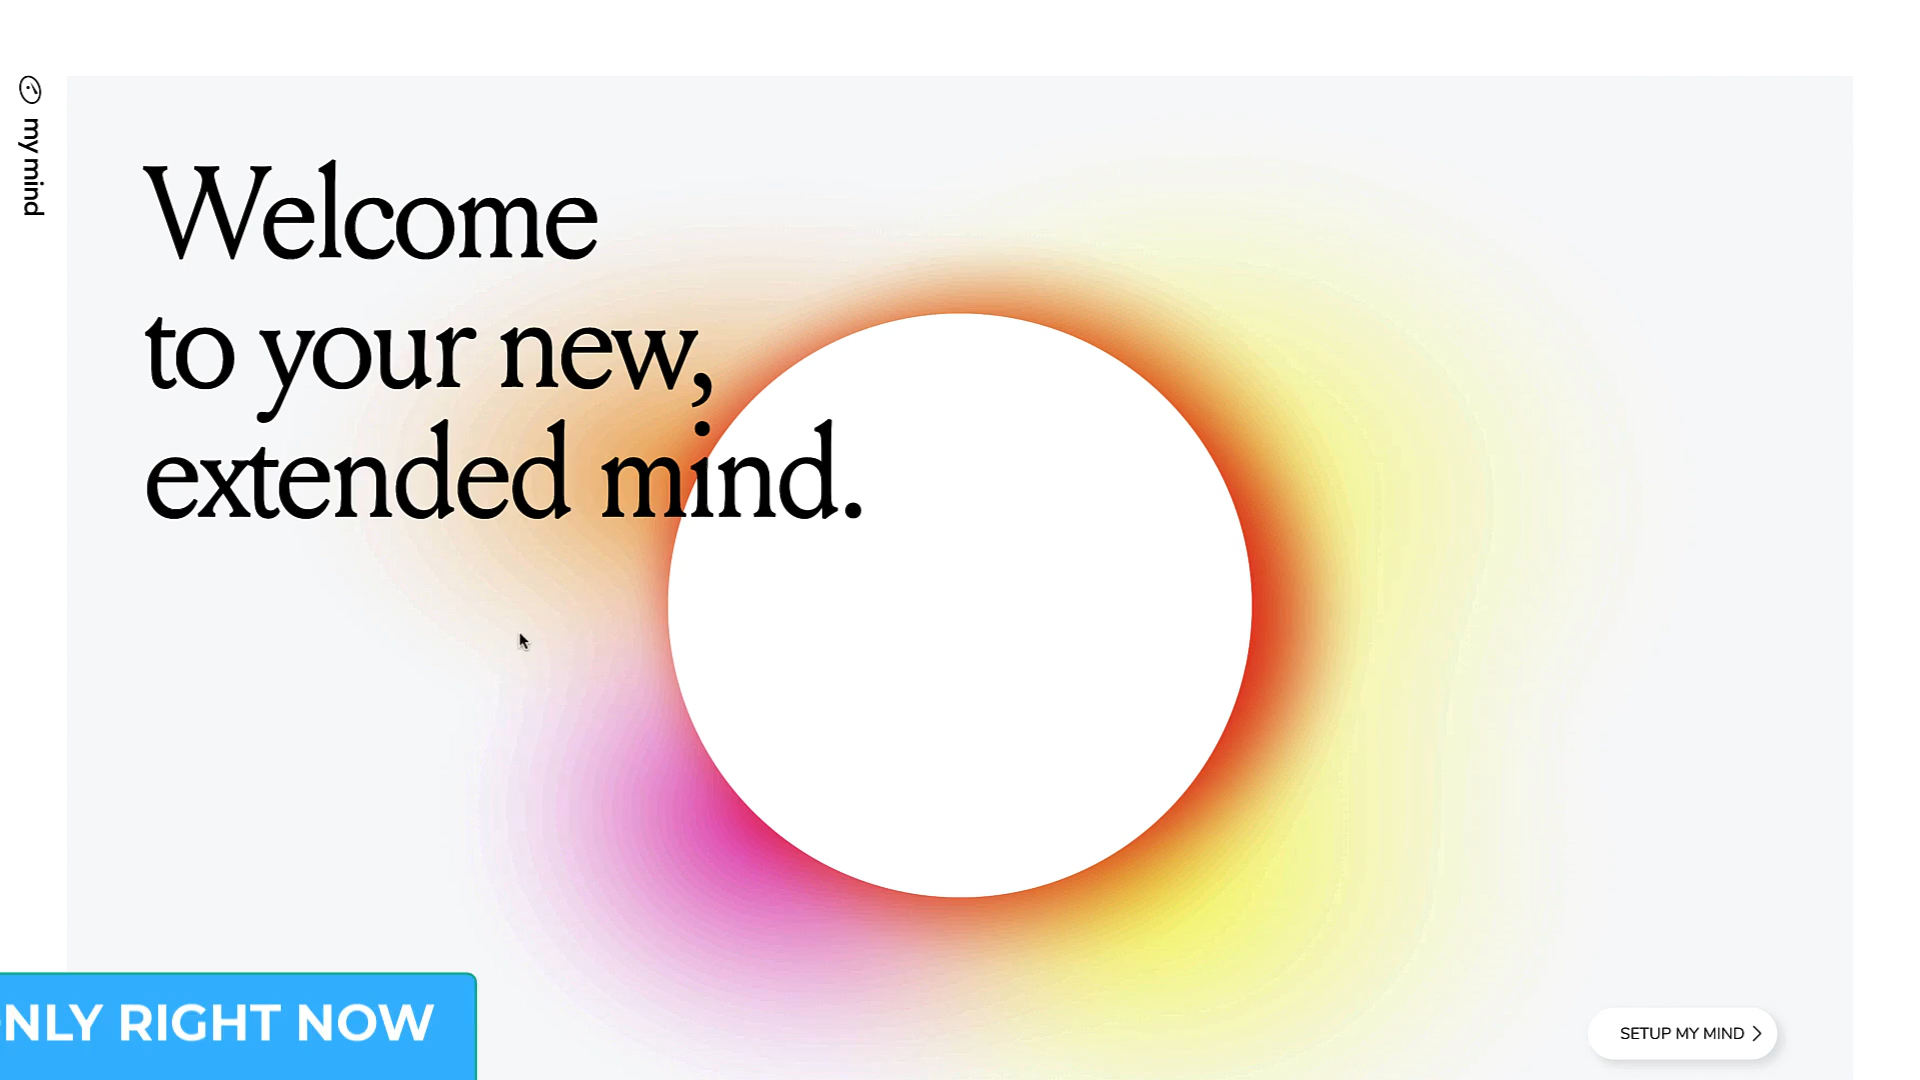 my mind
Welcome
to your new,
extended mind.
NLY RIGHT NOW
SETUP MY MIND